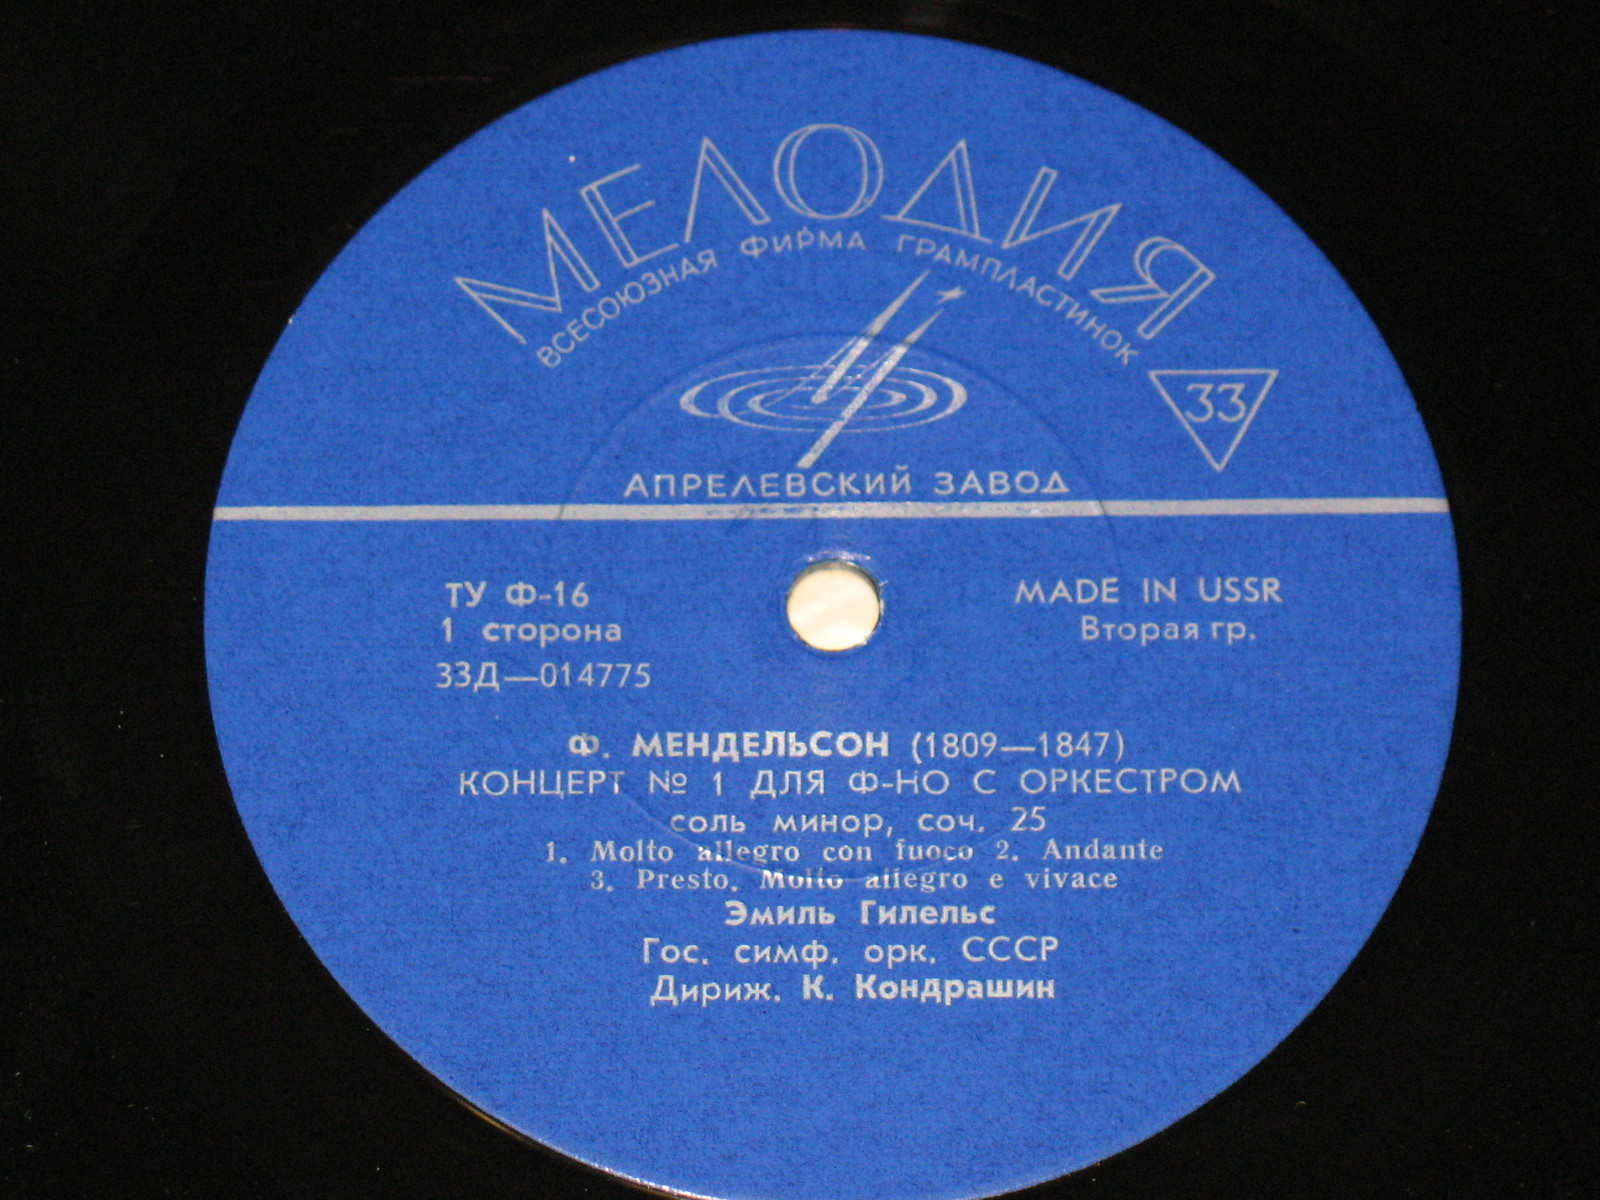 МЕЛОДИЯ
ВСЕСОЮЗНАЯ ФИРМА ГРАМПЛАСТИНОК
33
АПРЕЛЕВСКИЙ ЗАВОД
ТУ Ф-16
1 сторона
33Д—014775
MADE IN USSR
Вторая гр.
Ф. МЕНДЕЛЬСОН (1809—1847)
КОНЦЕРТ № 1 ДЛЯ Ф-НО С ОРКЕСТРОМ
соль минор, соч. 25
1. Molto allegro con fuoco 2. Andante
3. Presto. Molto allegro e vivace
Эмиль Гилельс
Гос. симф. орк. СССР
Дириж. К. Кондрашин